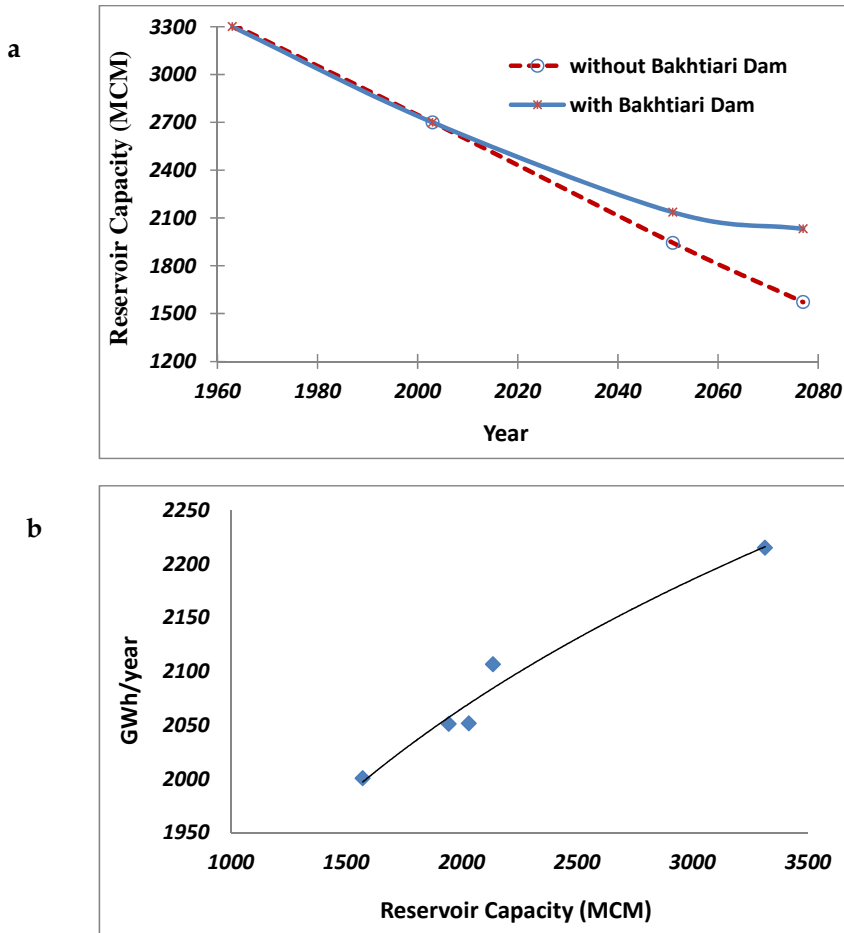 a
3300
3000
2700
2400
2100
1800
1500
1200
Reservoir Capacity (MCM)
without Bakhtiari Dam
with Bakhtiari Dam
1960 1980 2000 2020 2040 2060 2080
Year
b
2250
2200
2150
2100
2050
2000
1950
GWh/year
1000 1500 2000 2500 3000 3500
Reservoir Capacity (MCM)